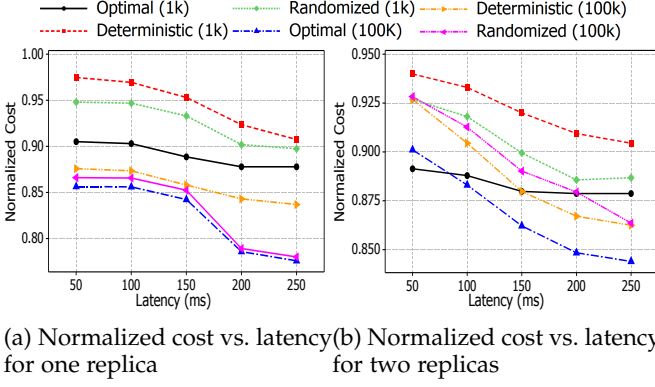 Optimal (1k) Randomized (1k) Deterministic (100k)
Deterministic (1k) Optimal (100K) Randomized (100k)
1.00
0.95
0.90
0.85
0.80
Normalized Cost
50 100 150 200 250
Latency (ms)
0.950
0.925
0.900
0.875
0.850
Normalized Cost
50 100 150 200 250
Latency (ms)
(a) Normalized cost vs. latency
for one replica
(b) Normalized cost vs. latency
for two replicas